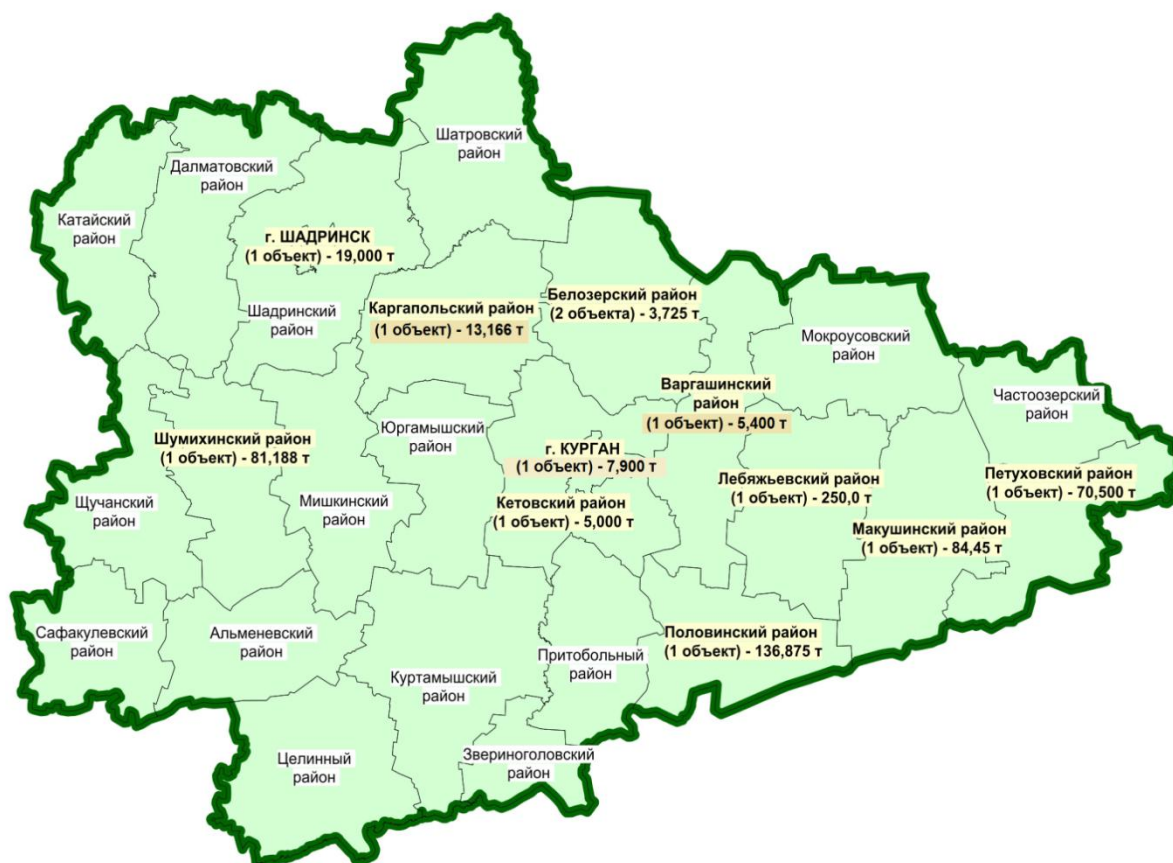 Шатровский
район
Далматовский
район
Катайский
район
г. ШАДРИНСК
(1 объект) - 19,000 т
Шадринский
район
Каргапольский район
(1 объект) - 13,166 т
Белозерский район
(2 объекта) - 3,725 т
Мокроусовский
район
Варгашинский
район
(1 объект) - 5,400 т
Частоозерский
район
Юргамышский
район
Шумихинский район
(1 объект) - 81,188 т
г. КУРГАН
(1 объект) - 7,900 т
Кетовский район
(1 объект) - 5,000 т
Лебяжьевский район
(1 объект) - 250,0 т
Петуховский район
(1 объект) - 70,500 т
Щучанский
район
Мишкинский
район
Макушинский район
(1 объект) - 84,45 т
Сафакулевский
район
Альменевский
район
Половинский район
(1 объект) - 136,875 т
Притобольный
район
Куртамышский
район
Целинный
район
Звериноголовский
район